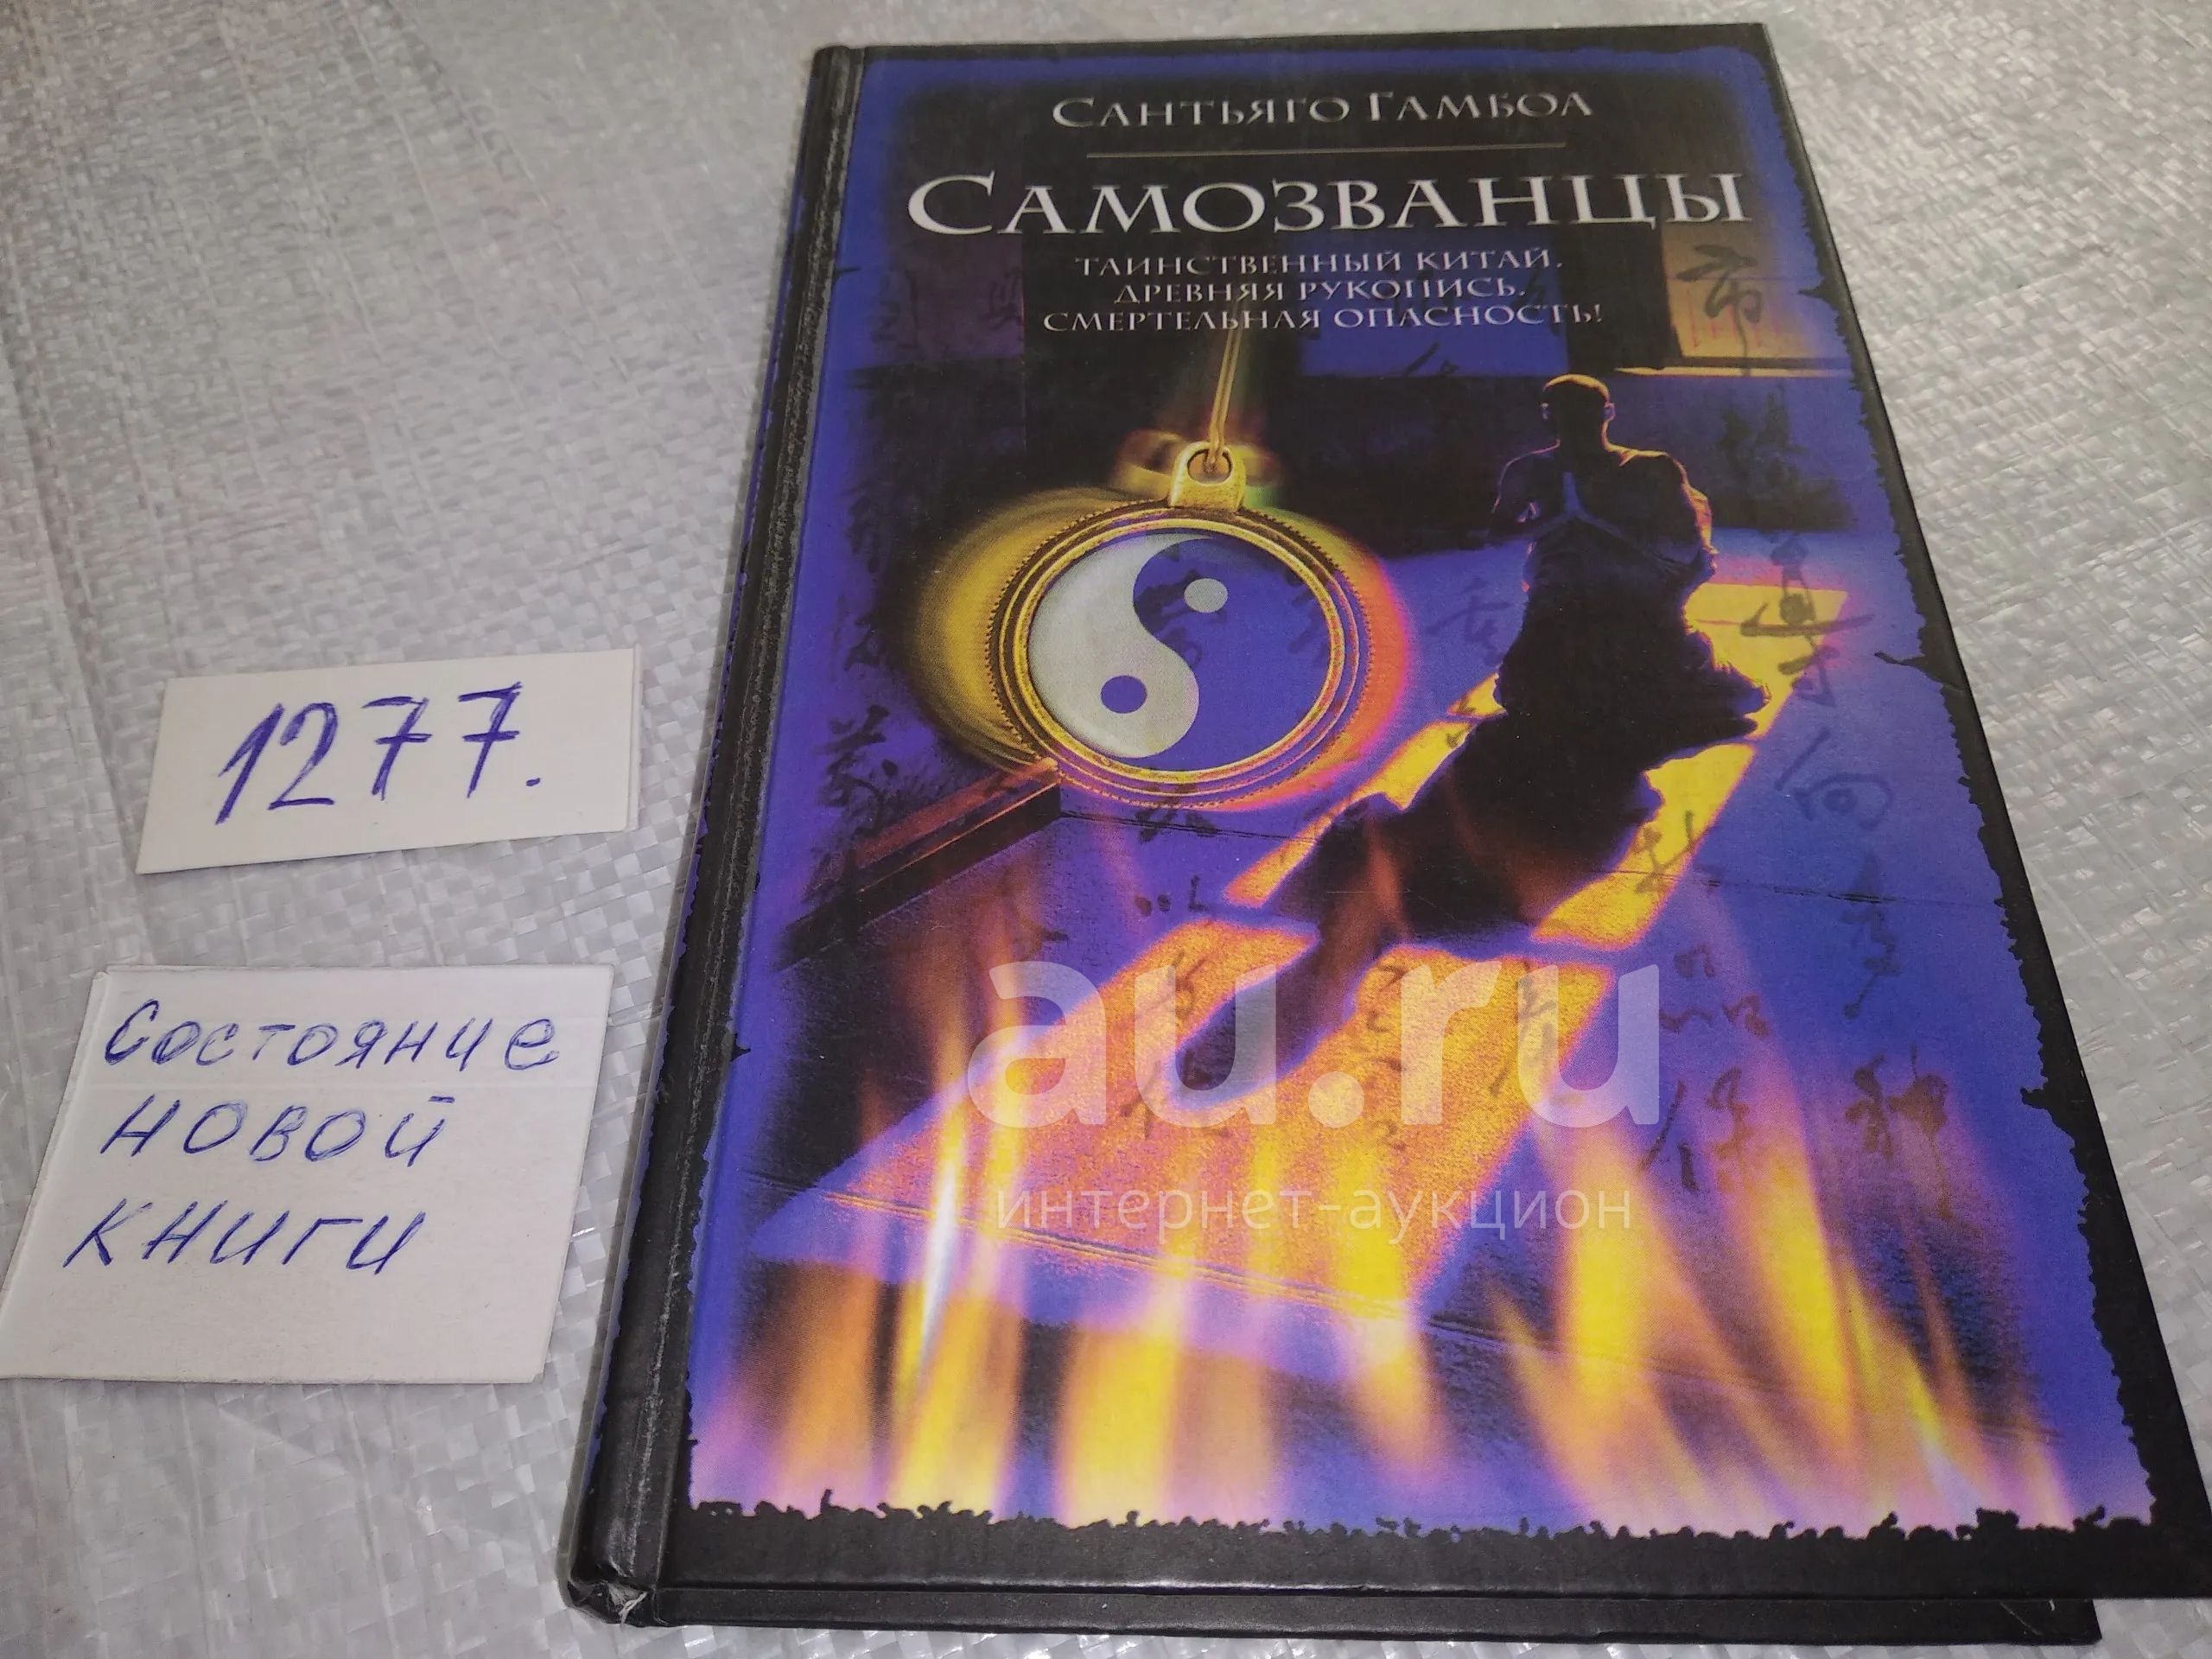 Сантьяго Гамбоа
Самозванцы
Таинственный Китай.
Древняя рукопись.
Смертельная опасность!
1277.
Состояние
новой
книги
au.ru
интернет-аукцион